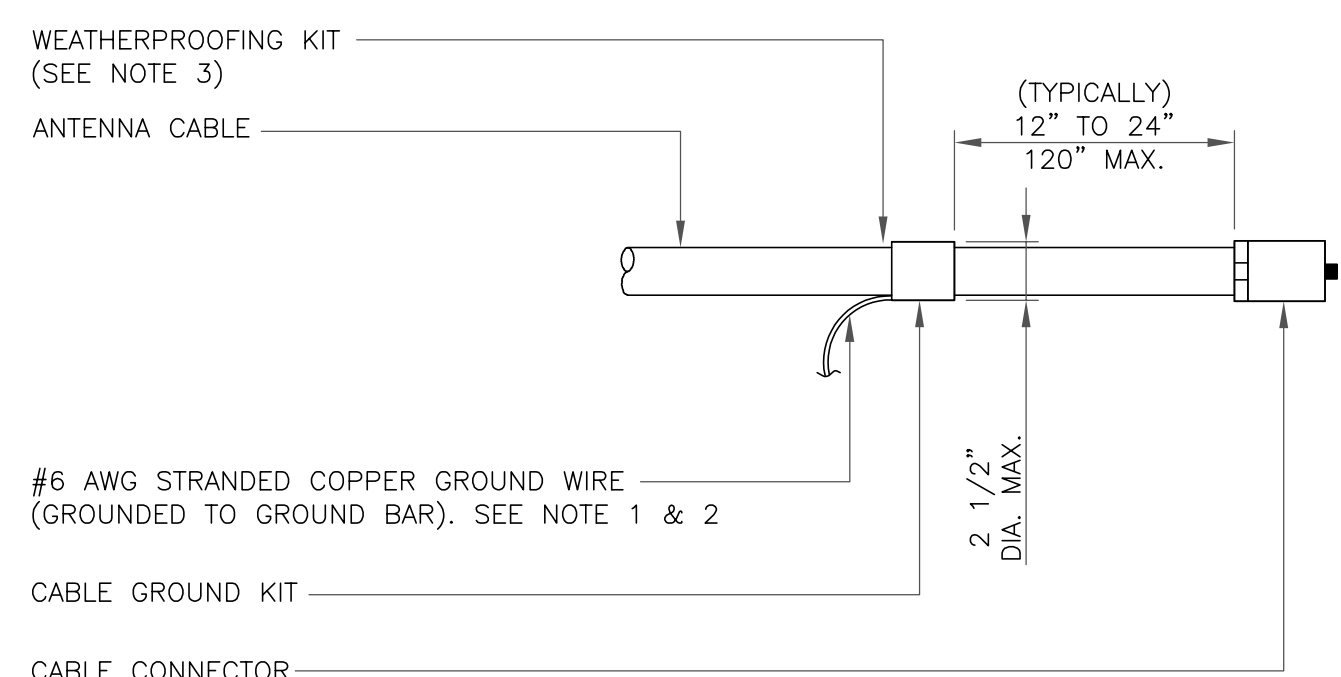 WEATHERPROOFING KIT
(SEE NOTE 3)
ANTENNA CABLE
(TYPICALLY)
12” TO 24”
120” MAX.
2 1/2”
DIA. MAX.
#6 AWG STRANDED COPPER GROUND WIRE
(GROUNDED TO GROUND BAR). SEE NOTE 1 & 2
CABLE GROUND KIT
CABLE CONNECTOR